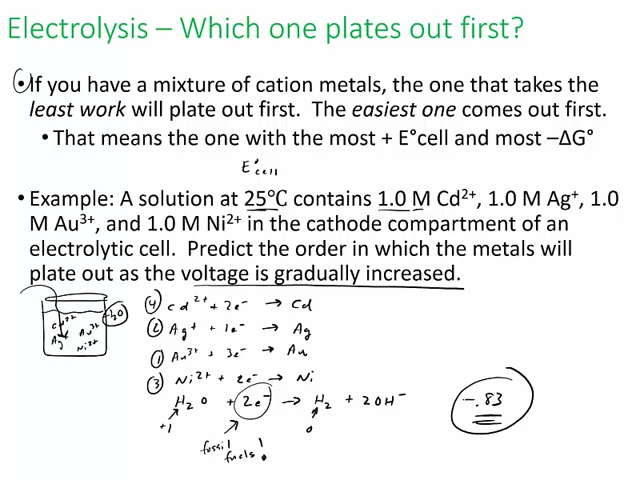 Electrolysis – Which one plates out first?
•If you have a mixture of cation metals, the one that takes the
least work will plate out first. The easiest one comes out first.
• That means the one with the most + E°cell and most –ΔG°
E°cell
• Example: A solution at 25°C contains 1.0 M Cd²⁺, 1.0 M Ag⁺, 1.0
M Au³⁺, and 1.0 M Ni²⁺ in the cathode compartment of an
electrolytic cell. Predict the order in which the metals will
plate out as the voltage is gradually increased.
④ Cd²⁺ + 2e⁻ → Cd
② Ag⁺ + 1e⁻ → Ag
① Au³⁺ + 3e⁻ → Au
③ Ni²⁺ + 2e⁻ → Ni
H₂O + 2e⁻ → H₂ + 2OH⁻
-.83
+1
0
fossil
fuels!
Cd²⁺
Au³⁺
Ag⁺
Ni²⁺
H₂O